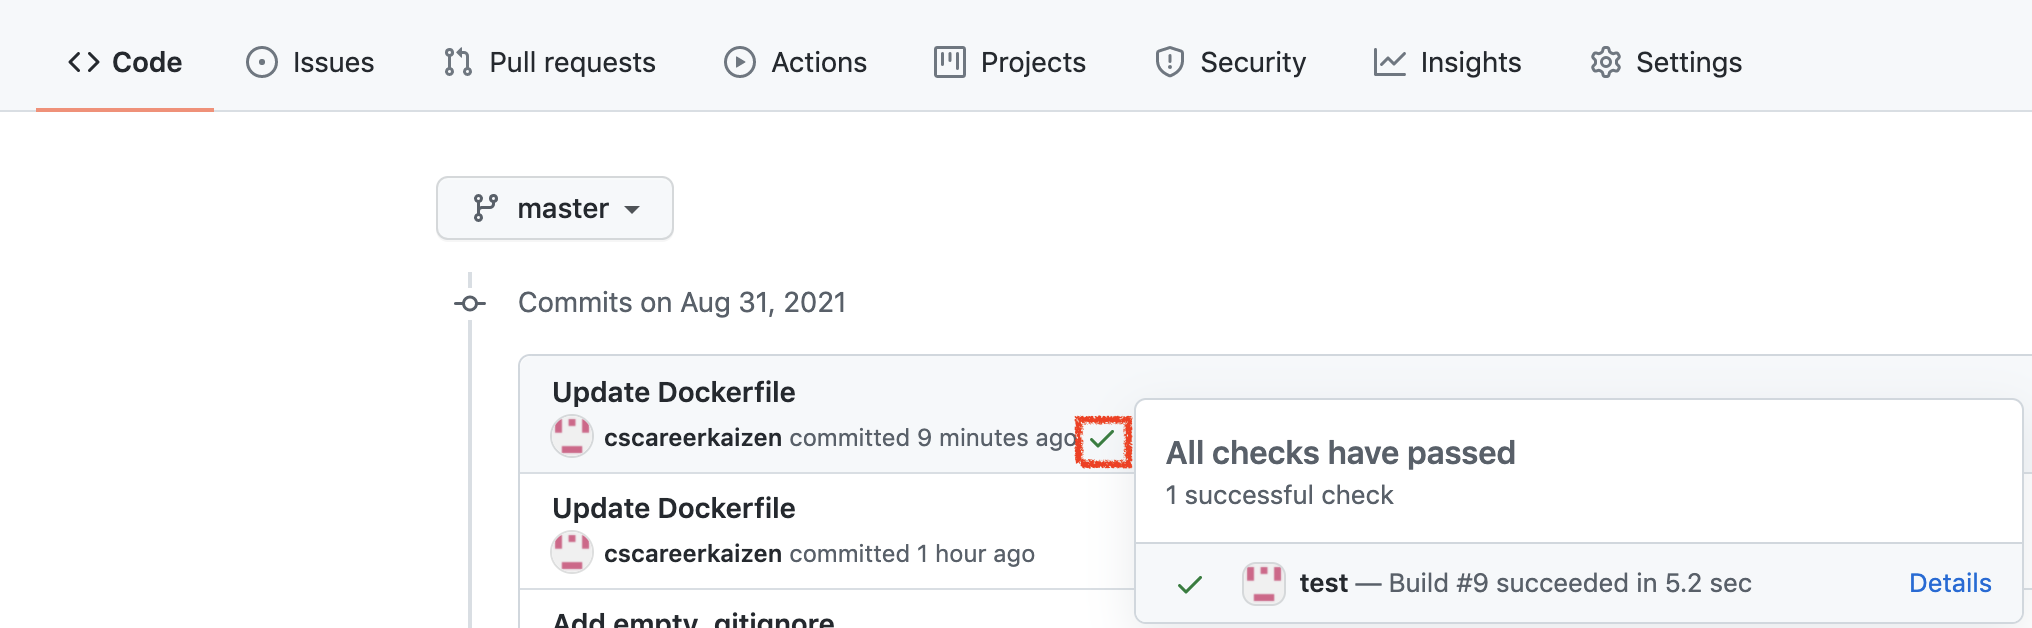 Code Issues Pull requests Actions Projects Security Insights Settings
master
Commits on Aug 31, 2021
Update Dockerfile
cscareerkaizen committed 9 minutes ago
All checks have passed
1 successful check
Update Dockerfile
cscareerkaizen committed 1 hour ago
test — Build #9 succeeded in 5.2 sec Details
Add empty .gitignore